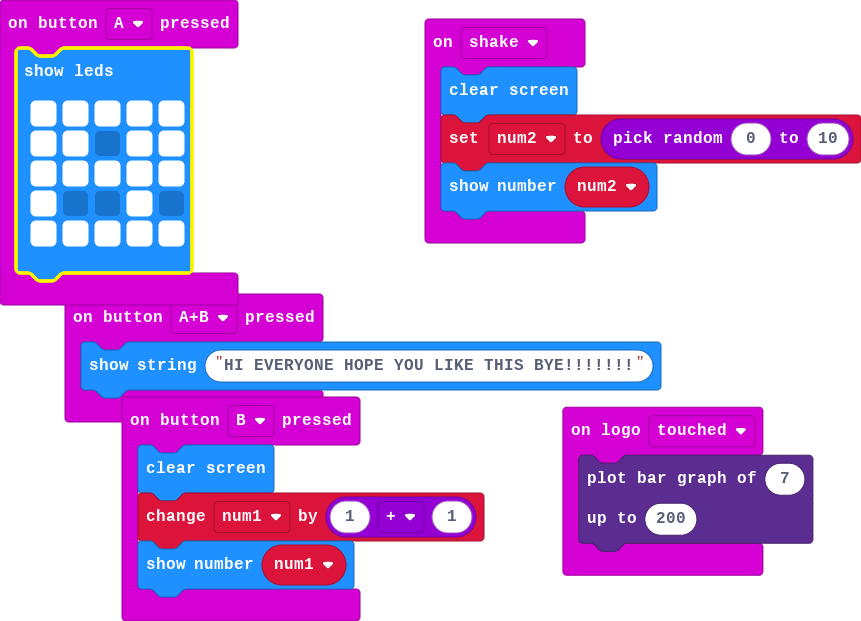 on button A pressed
show leds
on shake
clear screen
set num2 to pick random 0 to 10
show number num2
on button A+B pressed
show string "HI EVERYONE HOPE YOU LIKE THIS BYE!!!!!!!"
on button B pressed
clear screen
change num1 by 1 + 1
show number num1
on logo touched
plot bar graph of 7
up to 200